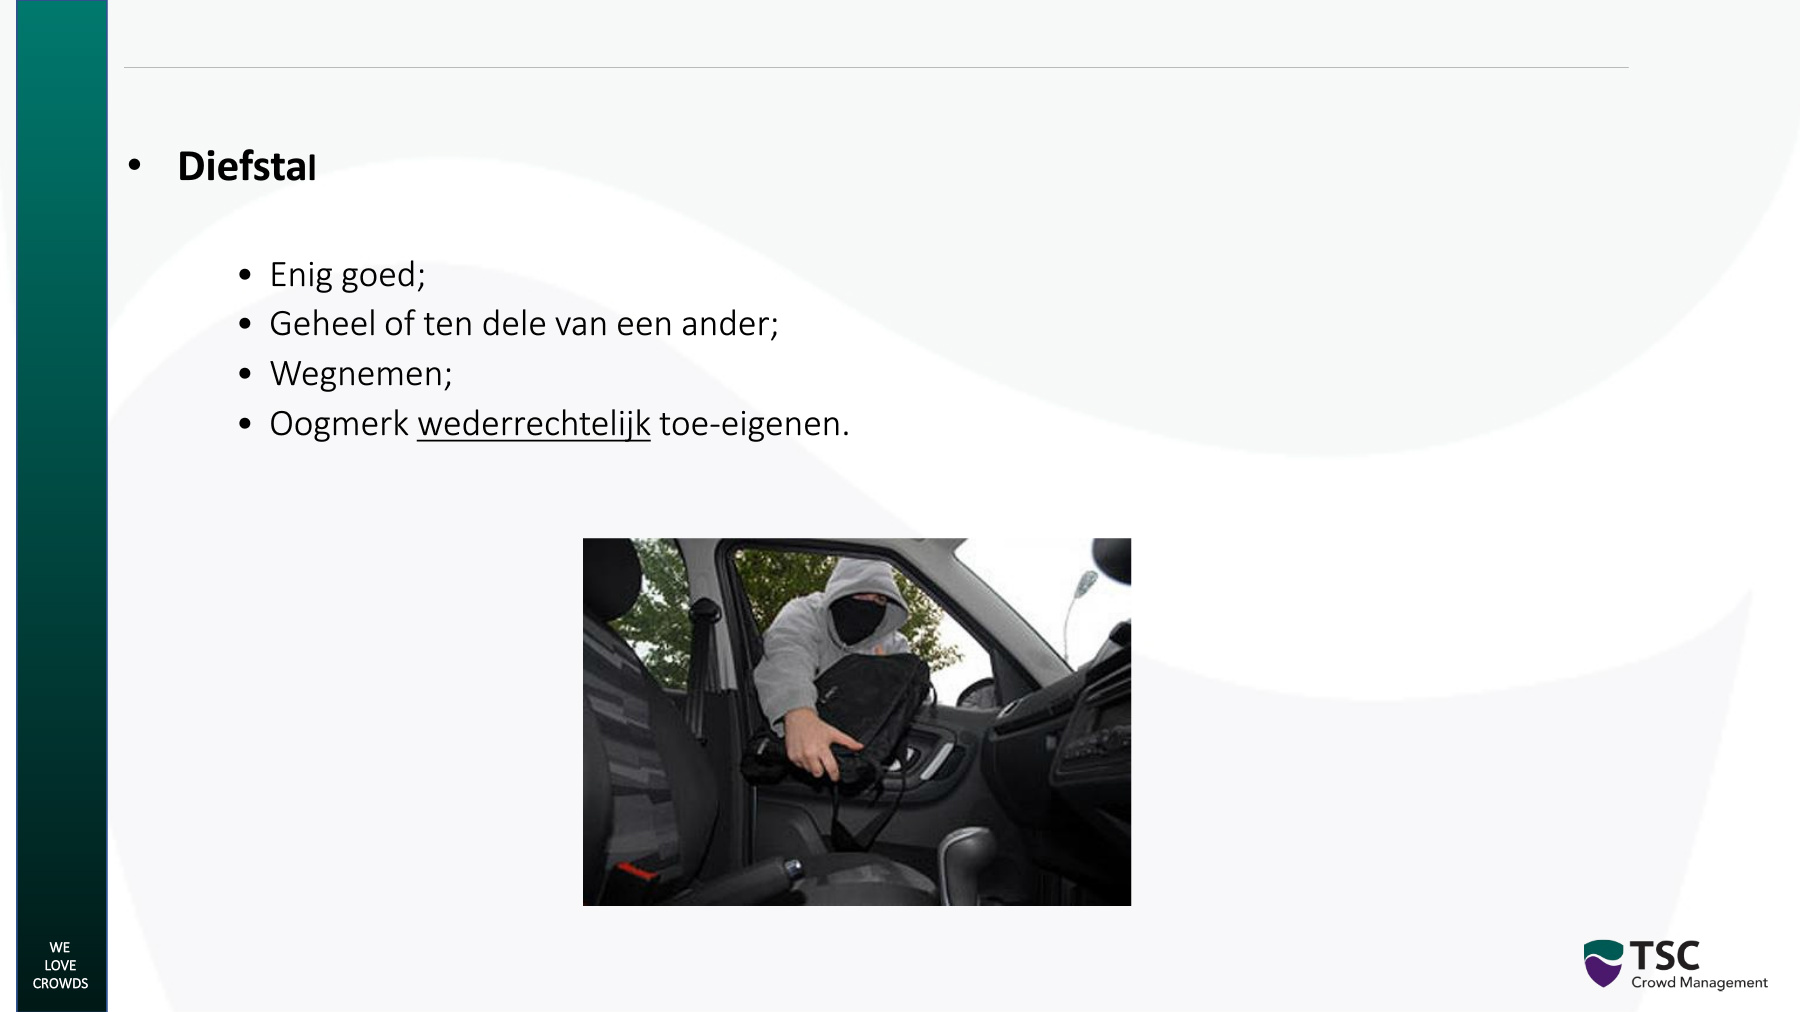 • Diefstal
• Enig goed;
• Geheel of ten dele van een ander;
• Wegnemen;
• Oogmerk wederrechtelijk toe-eigenen.
WE
LOVE
CROWDS
TSC
Crowd Management